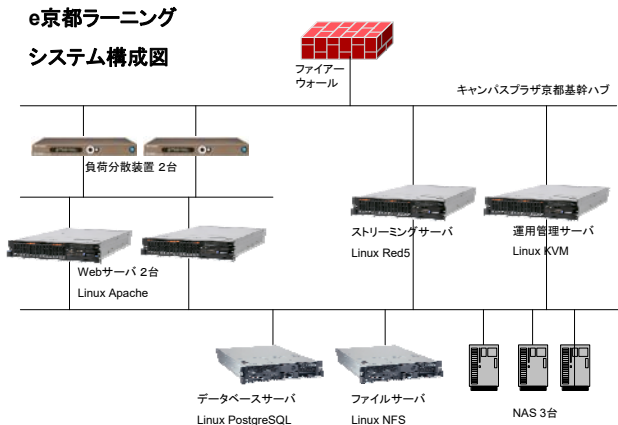 e京都ラーニング
システム構成図
ファイアー
ウォール
キャンパスプラザ京都基幹ハブ
負荷分散装置 2台
ストリーミングサーバ
Linux Red5
運用管理サーバ
Linux KVM
Webサーバ 2台
Linux Apache
データベースサーバ
Linux PostgreSQL
ファイルサーバ
Linux NFS
NAS 3台